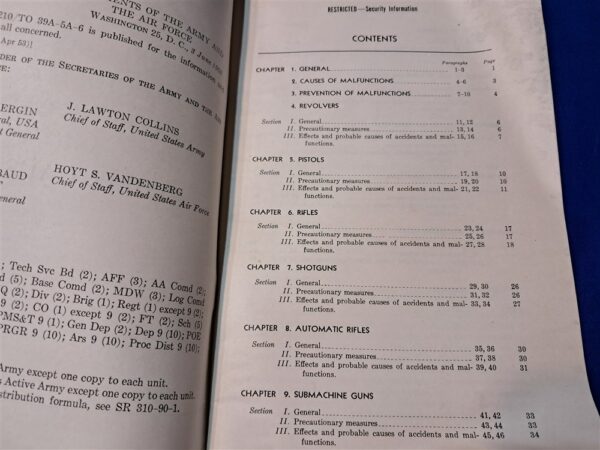 ENTS OF THE ARMY AND
THE AIR FORCE
WASHINGTON 25, D. C., 3 June
210/TO 39A-5A-6 is published for the information
all concerned.
Apr 53)]
DER OF THE SECRETARIES OF THE ARMY AND THE AIR
E:
ERGIN
J. LAWTON COLLINS
ral, USA
Chief of Staff, United States Army
t General
BAUD
HOYT S. VANDENBERG
Chief of Staff, United States Air Force
General
; Tech Svc Bd (2); AFF (3); AA Comd (2);
d (5); Base Comd (2); MDW (3); Log Comd
Q (2); Div (2); Brig (1); Regt (1) except 9
9 (2); CO (1) except 9 (2); FT (2); Sch (5)
PMS&T 9 (1); Gen Dep (2); Dep 9 (10); POE
PRGR 9 (10); Ars 9 (10); Proc Dist 9 (10);
Army except one copy to each unit.
s Active Army except one copy to each unit.
stribution formula, see SR 310-90-1.
RESTRICTED—Security Information
CONTENTS
Paragraphs Page
CHAPTER 1. GENERAL 1-3 1
2. CAUSES OF MALFUNCTIONS 4-6 3
3. PREVENTION OF MALFUNCTIONS 7-10 4
4. REVOLVERS
Section I. General 11, 12 6
II. Precautionary measures 13, 14 6
III. Effects and probable causes of accidents and mal- 15, 16 7
functions.
CHAPTER 5. PISTOLS
Section I. General 17, 18 10
II. Precautionary measures 19, 20 10
III. Effects and probable causes of accidents and mal- 21, 22 11
functions.
CHAPTER 6. RIFLES
Section I. General 23, 24 17
II. Precautionary measures 25, 26 17
III. Effects and probable causes of accidents and mal- 27, 28 18
functions.
CHAPTER 7. SHOTGUNS
Section I. General 29, 30 26
II. Precautionary measures 31, 32 26
III. Effects and probable causes of accidents and mal- 33, 34 27
functions.
CHAPTER 8. AUTOMATIC RIFLES
Section I. General 35, 36 30
II. Precautionary measures 37, 38 30
III. Effects and probable causes of accidents and mal- 39, 40 31
functions.
CHAPTER 9. SUBMACHINE GUNS
Section I. General 41, 42 33
II. Precautionary measures 43, 44 33
III. Effects and probable causes of accidents and mal- 45, 46 34
functions.